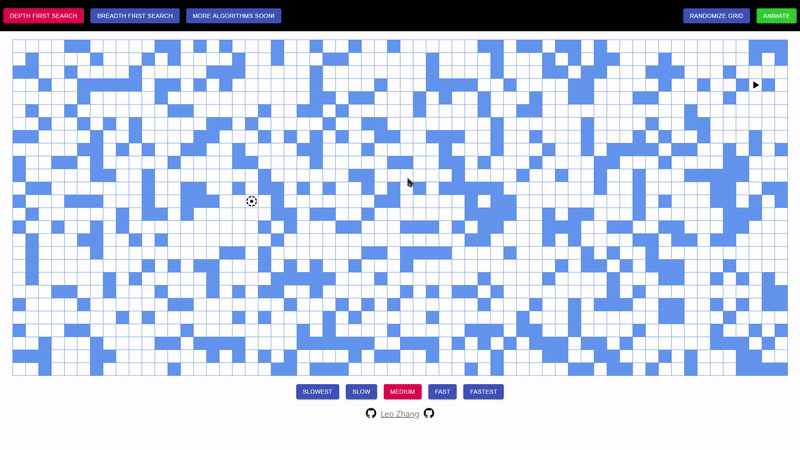 DEPTH FIRST SEARCH BREADTH FIRST SEARCH MORE ALGORITHMS SOON! RANDOMIZE GRID ANIMATE
SLOWEST SLOW MEDIUM FAST FASTEST
Leo Zhang